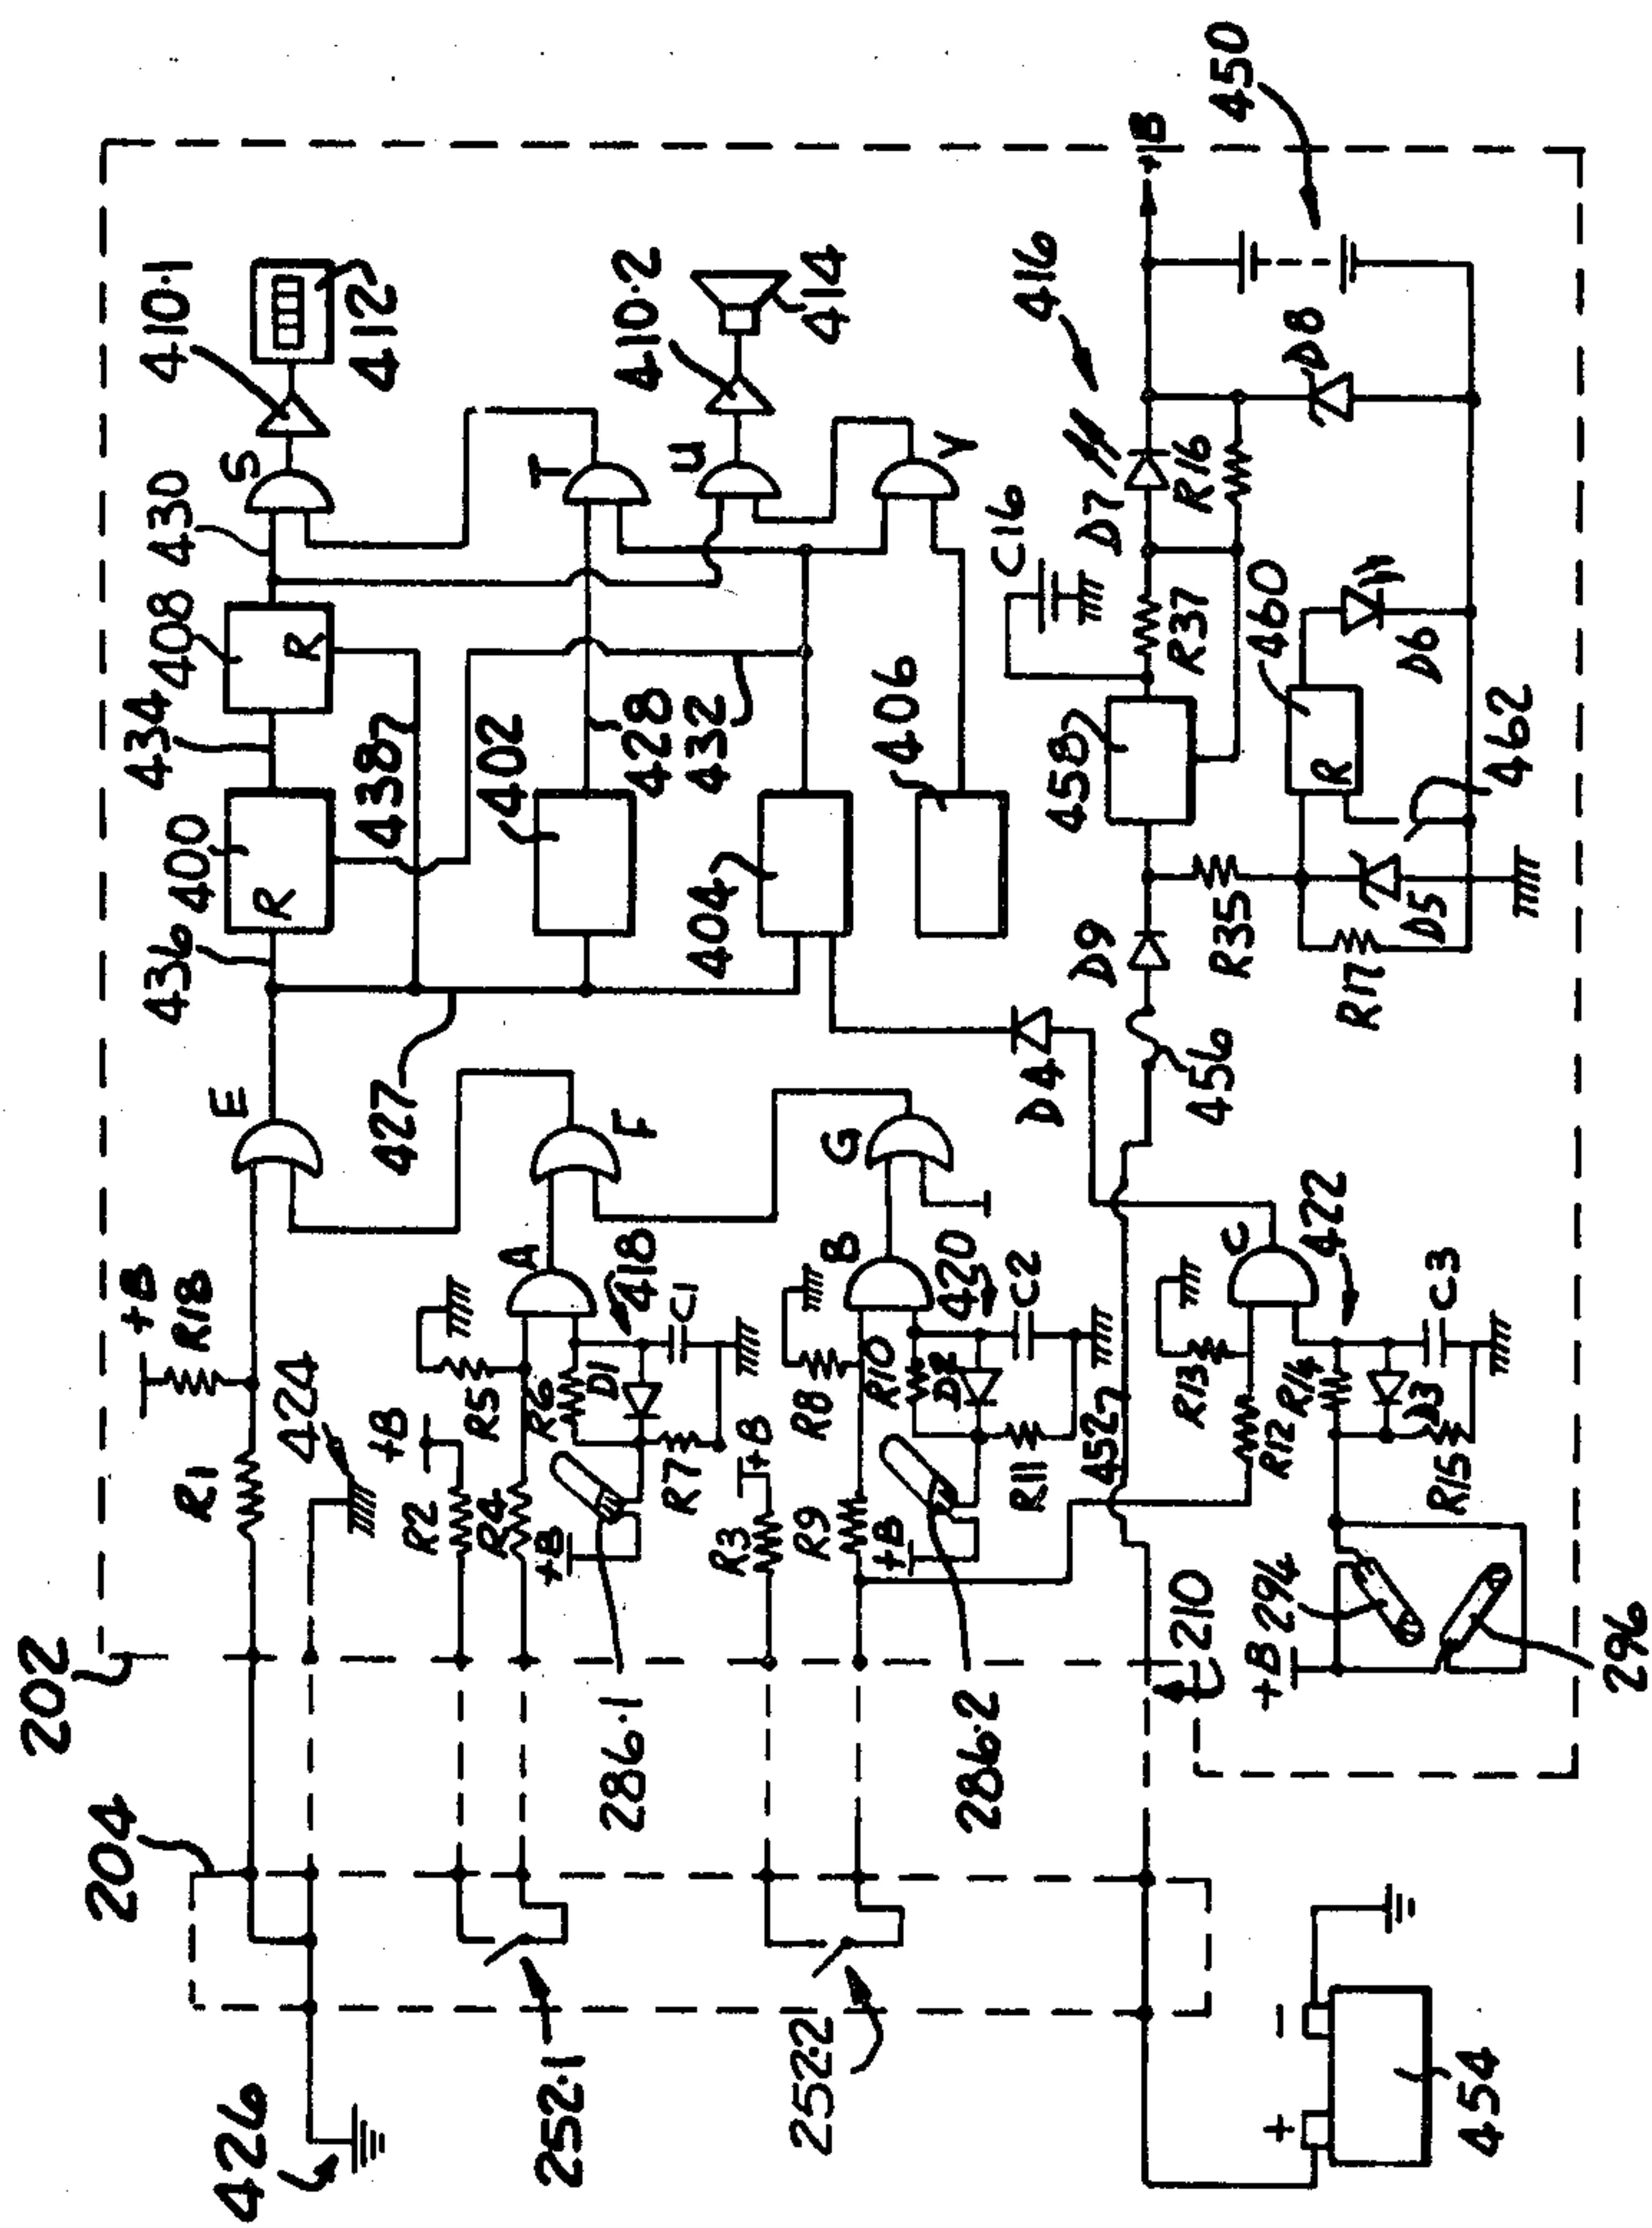 202
204
426
424
+B
R18
R1
E
436
400
R
434
408
R
430
S
410.1
412
427
438
402
428
432
T
410.2
U
414
V
404
406
F
A
418
C1
R5
R6
D1
R7
+B
R2
R4
+B
286.1
252.1
G
B
420
C2
R8
R10
D2
R11
+B
R3
R9
+B
286.2
252.2
D4
452
456
D9
458
C16
R37
D7
R16
416
+B
450
D8
460
R
D6
462
R35
D5
R17
C
422
C3
R13
R14
R12
D3
R15
210
+B
294
296
+
−
454